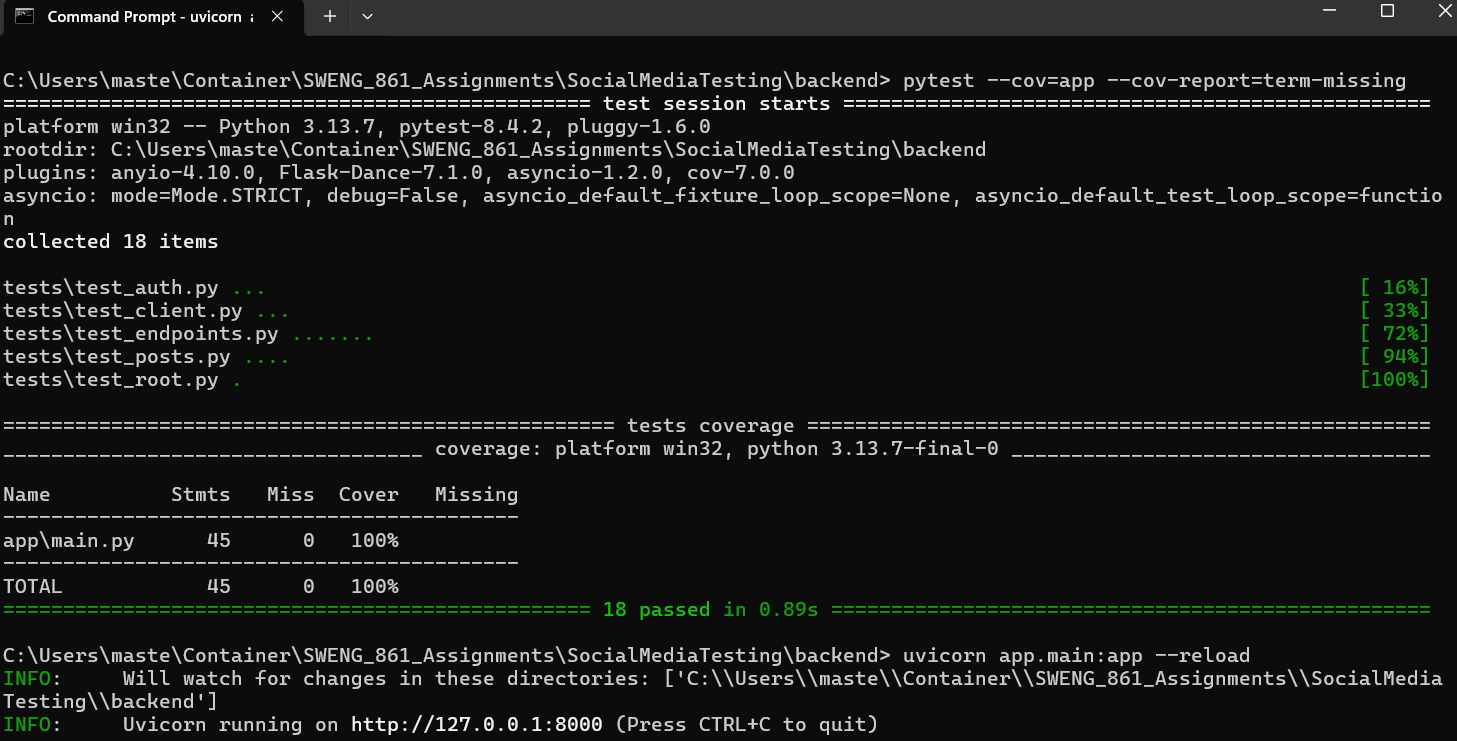 Command Prompt - uvicorn a
C:\Users\maste\Container\SWENG_861_Assignments\SocialMediaTesting\backend> pytest --cov=app --cov-report=term-missing
================================================= test session starts =================================================
platform win32 -- Python 3.13.7, pytest-8.4.2, pluggy-1.6.0
rootdir: C:\Users\maste\Container\SWENG_861_Assignments\SocialMediaTesting\backend
plugins: anyio-4.10.0, Flask-Dance-7.1.0, asyncio-1.2.0, cov-7.0.0
asyncio: mode=Mode.STRICT, debug=False, asyncio_default_fixture_loop_scope=None, asyncio_default_test_loop_scope=functio
n
collected 18 items
tests\test_auth.py ... [ 16%]
tests\test_client.py ... [ 33%]
tests\test_endpoints.py ....... [ 72%]
tests\test_posts.py .... [ 94%]
tests\test_root.py . [100%]
=================================================== tests coverage ====================================================
___________________________________ coverage: platform win32, python 3.13.7-final-0 ___________________________________
Name          Stmts   Miss  Cover   Missing
-------------------------------------------
app\main.py      45      0   100%
-------------------------------------------
TOTAL            45      0   100%
================================================= 18 passed in 0.89s ==================================================
C:\Users\maste\Container\SWENG_861_Assignments\SocialMediaTesting\backend> uvicorn app.main:app --reload
INFO:     Will watch for changes in these directories: ['C:\\Users\\maste\\Container\\SWENG_861_Assignments\\SocialMedia
Testing\\backend']
INFO:     Uvicorn running on http://127.0.0.1:8000 (Press CTRL+C to quit)